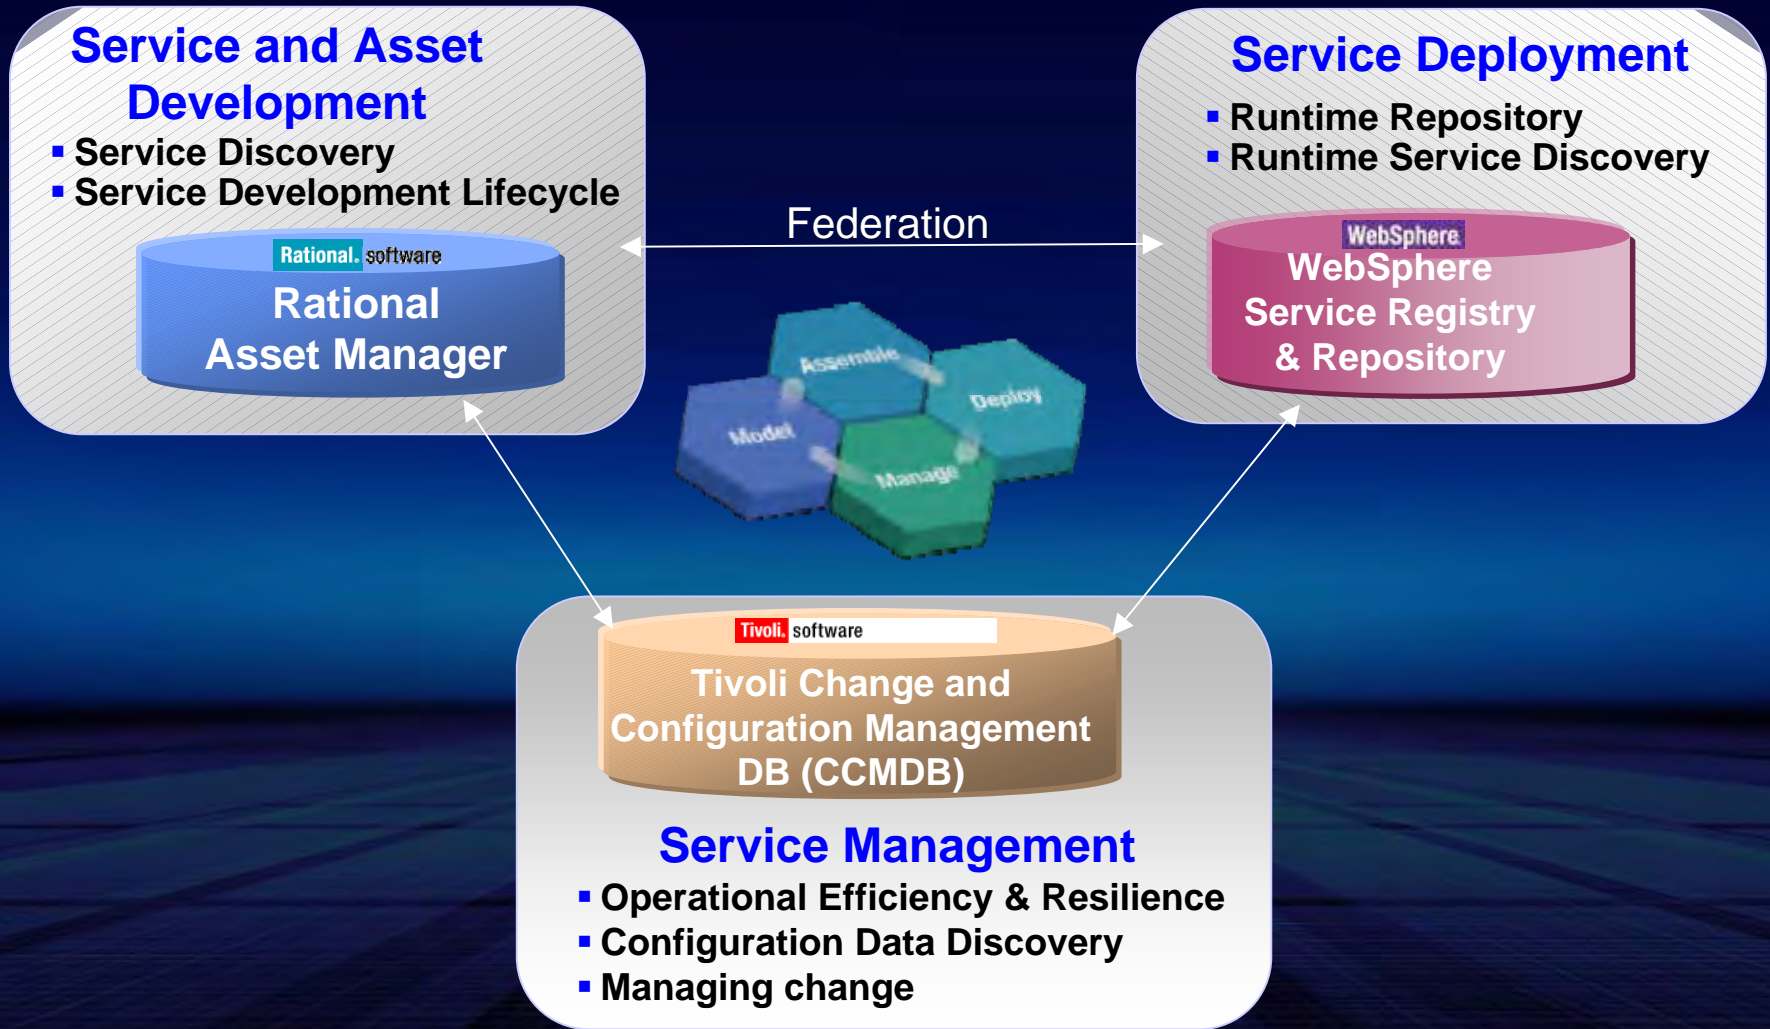 Service and Asset
Development
▪ Service Discovery
▪ Service Development Lifecycle
Rational. software
Rational
Asset Manager
Federation
Service Deployment
▪ Runtime Repository
▪ Runtime Service Discovery
WebSphere.
WebSphere
Service Registry
& Repository
Assemble
Deploy
Model
Manage
Tivoli. software
Tivoli Change and
Configuration Management
DB (CCMDB)
Service Management
▪ Operational Efficiency & Resilience
▪ Configuration Data Discovery
▪ Managing change